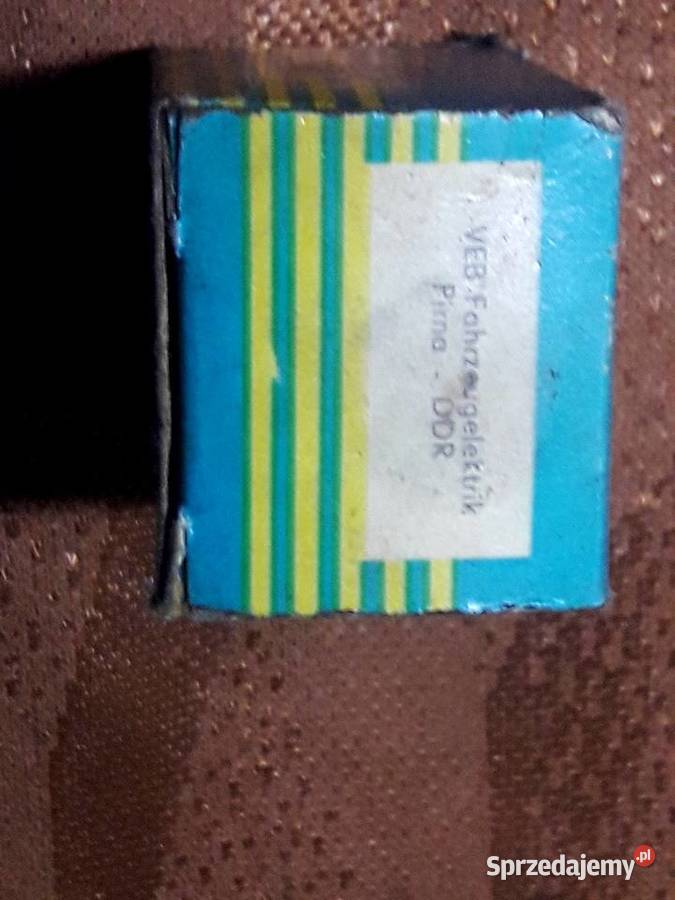 VEB Fahrzeugelektrik
Pirna - DDR
Sprzedajemy.pl